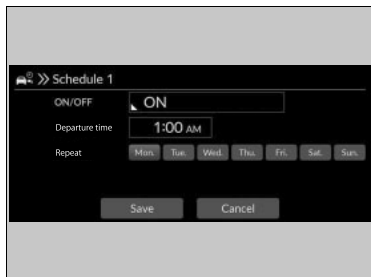 Schedule 1
ON/OFF ON
Departure time 1:00 AM
Repeat Mon. Tue. Wed. Thu. Fri. Sat. Sun.
Save Cancel